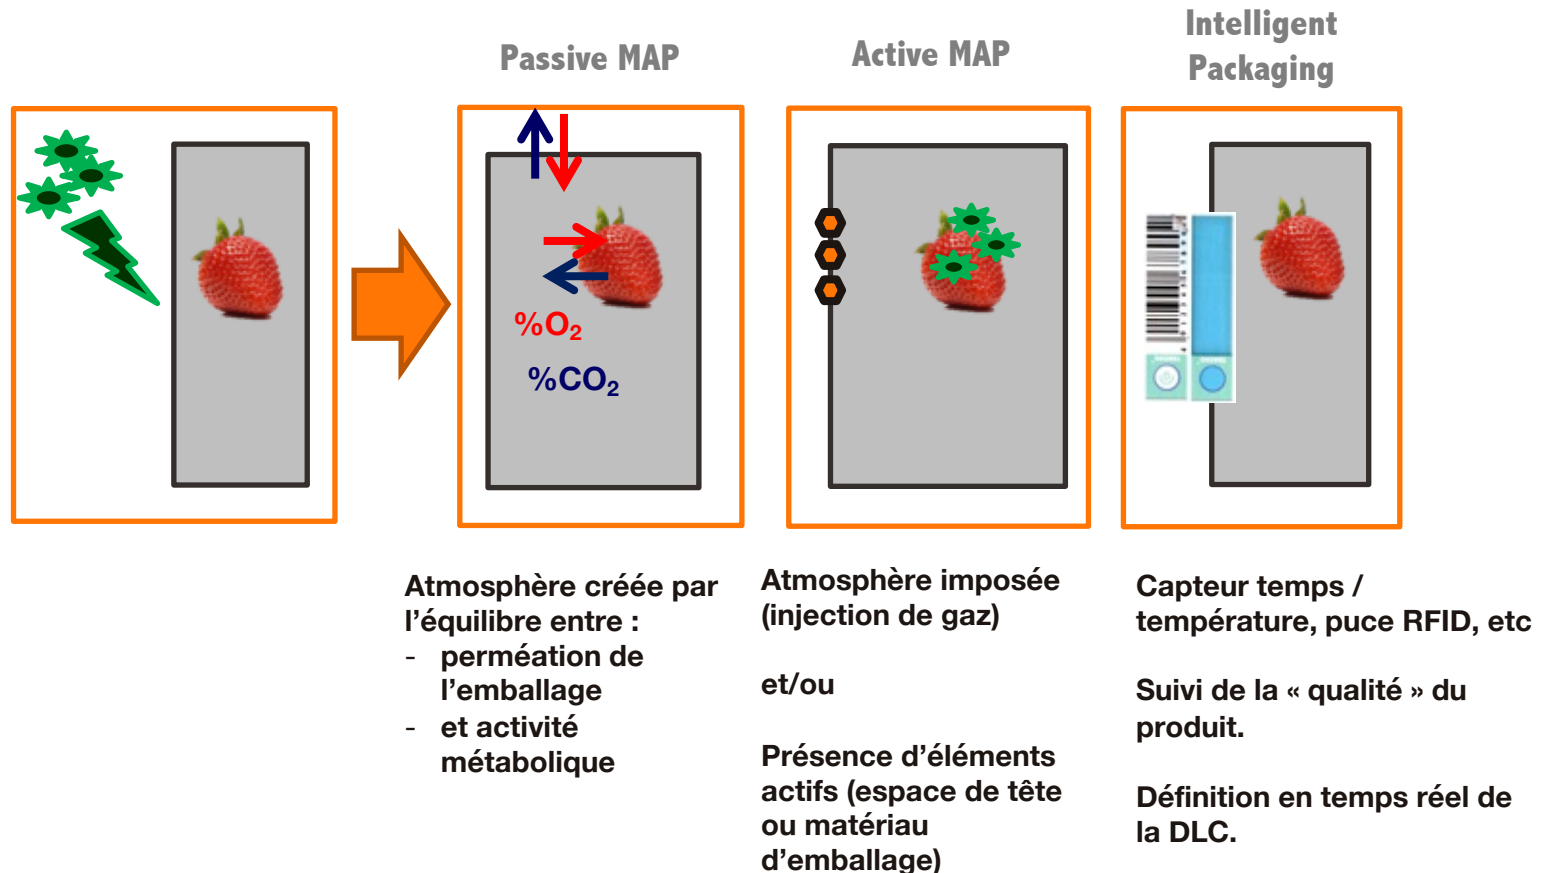 Passive MAP
Active MAP
Intelligent
Packaging
%O₂
%CO₂
Atmosphère créée par
l'équilibre entre :
- perméation de
l'emballage
- et activité
métabolique
Atmosphère imposée
(injection de gaz)
et/ou
Présence d'éléments
actifs (espace de tête
ou matériau
d'emballage)
Capteur temps /
température, puce RFID, etc
Suivi de la « qualité » du
produit.
Définition en temps réel de
la DLC.